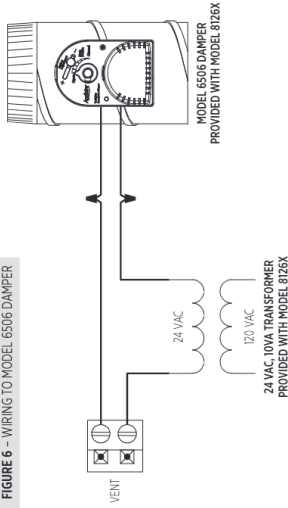 FIGURE 6 – WIRING TO MODEL 6506 DAMPER
VENT
24 VAC
120 VAC
24 VAC, 10VA TRANSFORMER
PROVIDED WITH MODEL 8126X
MODEL 6506 DAMPER
PROVIDED WITH MODEL 8126X